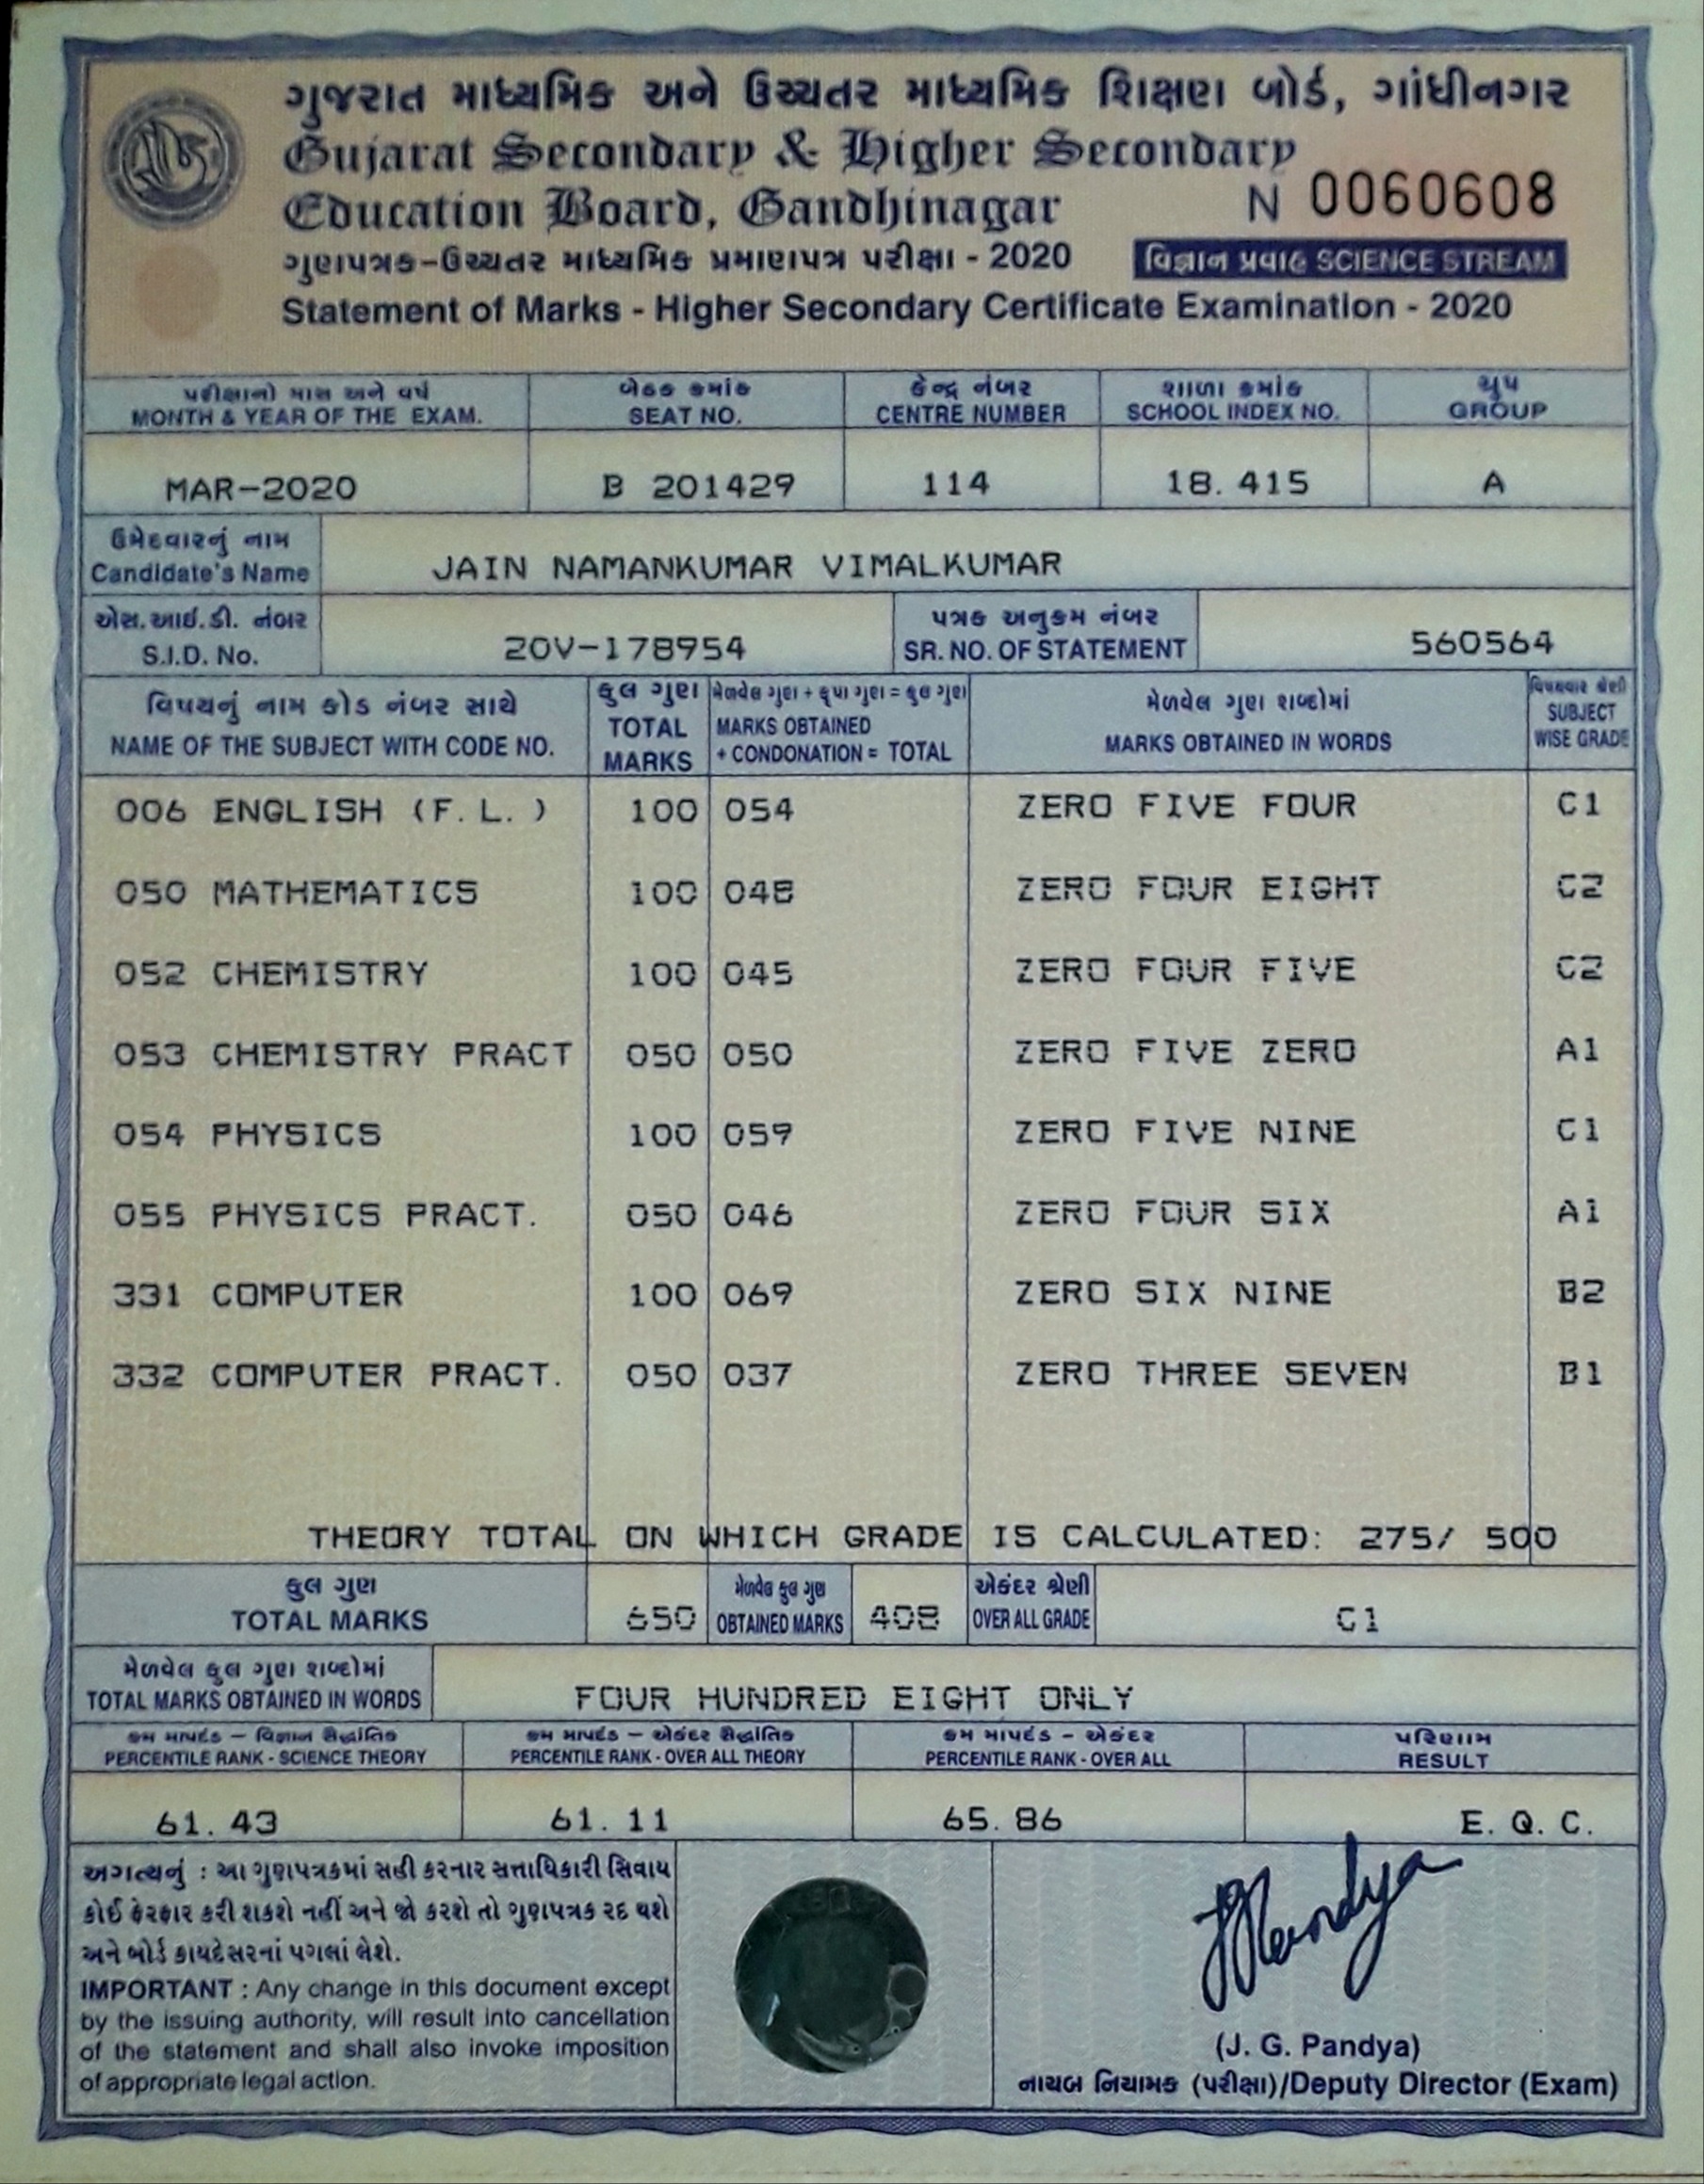 ગુજરાત માધ્યમિક અને ઉચ્ચતર માધ્યમિક શિક્ષણ બોર્ડ, ગાંધીનગર
Gujarat Secondary & Higher Secondary
Education Board, Gandhinagar
N 0060608
ગુણપત્રક-ઉચ્ચતર માધ્યમિક પ્રમાણપત્ર પરીક્ષા - 2020
વિજ્ઞાન પ્રવાહ SCIENCE STREAM
Statement of Marks - Higher Secondary Certificate Examination - 2020
પરીક્ષાનો માસ અને વર્ષ બેઠક ક્રમાંક કેન્દ્ર નંબર શાળા ક્રમાંક ગ્રુપ
MONTH & YEAR OF THE EXAM. SEAT NO. CENTRE NUMBER SCHOOL INDEX NO. GROUP
MAR-2020 B 201429 114 18.415 A
ઉમેદવારનું નામ
Candidate's Name JAIN NAMANKUMAR VIMALKUMAR
એસ.આઈ.ડી. નંબર પત્રક અનુક્રમ નંબર
S.I.D. No. 20V-178954 SR. NO. OF STATEMENT 560564
વિષયનું નામ કોડ નંબર સાથે
NAME OF THE SUBJECT WITH CODE NO.
કુલ ગુણ
TOTAL
MARKS
મેળવેલ ગુણ + કૃપા ગુણ = કુલ ગુણ
MARKS OBTAINED
+ CONDONATION = TOTAL
મેળવેલ ગુણ શબ્દોમાં
MARKS OBTAINED IN WORDS
વિષયવાર શ્રેણી
SUBJECT
WISE GRADE
006 ENGLISH (F.L.) 100 054 ZERO FIVE FOUR C1
050 MATHEMATICS 100 048 ZERO FOUR EIGHT C2
052 CHEMISTRY 100 045 ZERO FOUR FIVE C2
053 CHEMISTRY PRACT 050 050 ZERO FIVE ZERO A1
054 PHYSICS 100 059 ZERO FIVE NINE C1
055 PHYSICS PRACT. 050 046 ZERO FOUR SIX A1
331 COMPUTER 100 069 ZERO SIX NINE B2
332 COMPUTER PRACT. 050 037 ZERO THREE SEVEN B1
THEORY TOTAL ON WHICH GRADE IS CALCULATED: 275/ 500
કુલ ગુણ મેળવેલ કુલ ગુણ એકંદર શ્રેણી
TOTAL MARKS 650 OBTAINED MARKS 408 OVER ALL GRADE C1
મેળવેલ કુલ ગુણ શબ્દોમાં
TOTAL MARKS OBTAINED IN WORDS FOUR HUNDRED EIGHT ONLY
ક્રમ માપદંડ – વિજ્ઞાન સૈદ્ધાંતિક ક્રમ માપદંડ – એકંદર સૈદ્ધાંતિક ક્રમ માપદંડ – એકંદર પરિણામ
PERCENTILE RANK - SCIENCE THEORY PERCENTILE RANK - OVER ALL THEORY PERCENTILE RANK - OVER ALL RESULT
61.43 61.11 65.86 E.Q.C.
અગત્યનું : આ ગુણપત્રકમાં સહી કરનાર સત્તાધિકારી સિવાય
કોઈ ફેરફાર કરી શકશે નહીં અને જો કરશે તો ગુણપત્રક રદ થશે
અને બોર્ડ કાયદેસરનાં પગલાં લેશે.
IMPORTANT : Any change in this document except
by the issuing authority, will result into cancellation
of the statement and shall also invoke imposition
of appropriate legal action.
JGPandya
(J. G. Pandya)
નાયબ નિયામક (પરીક્ષા)/Deputy Director (Exam)